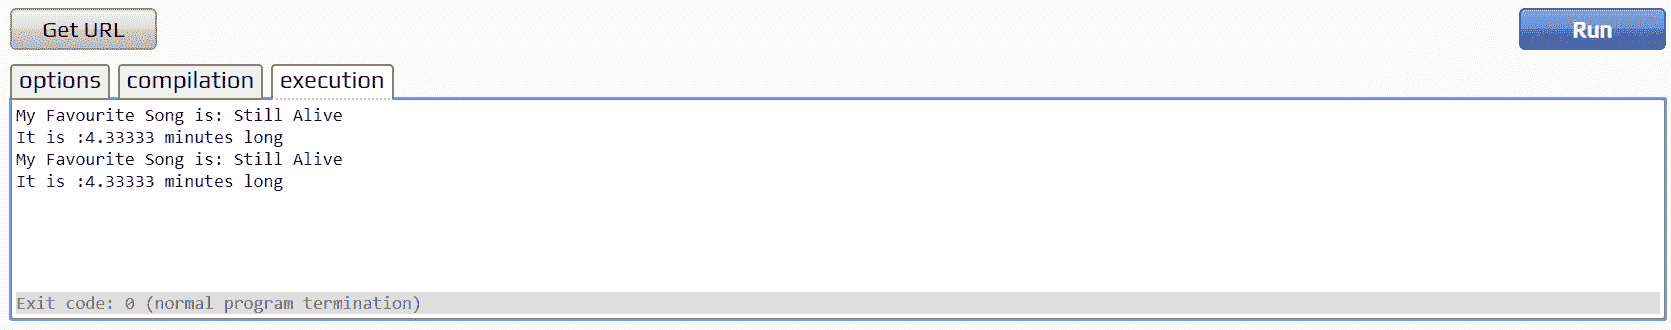 Get URL
Run
options
compilation
execution
My Favourite Song is: Still Alive
It is :4.33333 minutes long
My Favourite Song is: Still Alive
It is :4.33333 minutes long
Exit code: 0 (normal program termination)